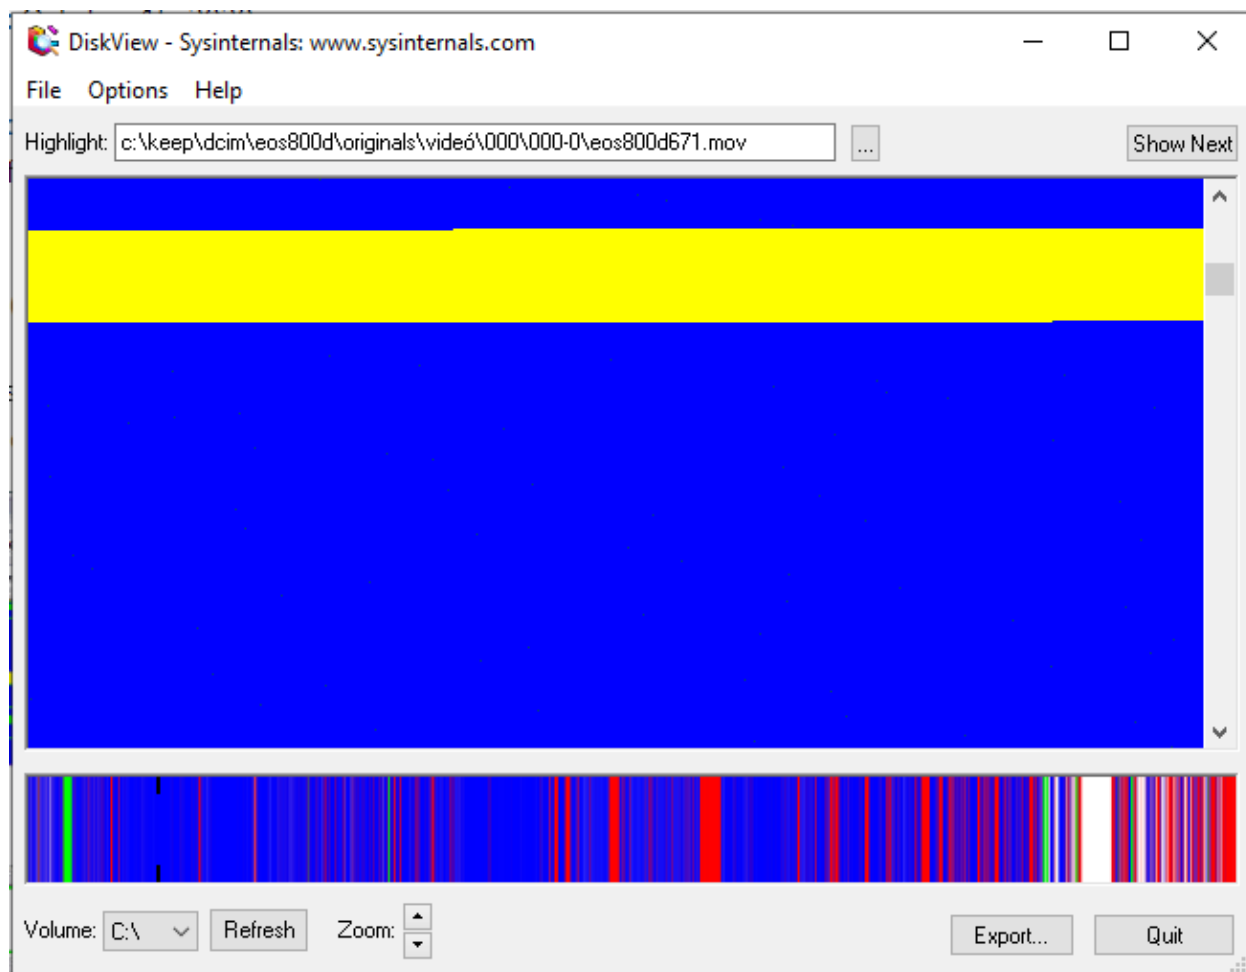 DiskView - Sysinternals: www.sysinternals.com
File Options Help
Highlight: c:\keep\dcim\eos800d\originals\videó\000\000-0\eos800d671.mov ... Show Next
Volume: C:\ Refresh Zoom: Export... Quit